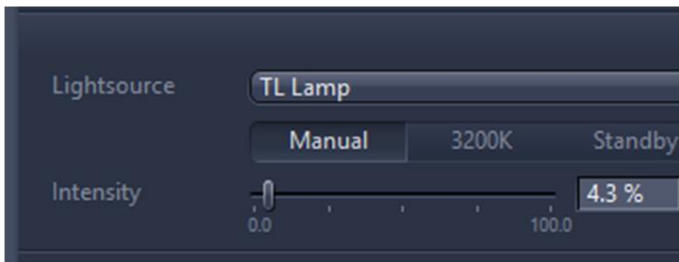 Lightsource TL Lamp
Manual 3200K Standby
Intensity 4.3 %
0.0 100.0